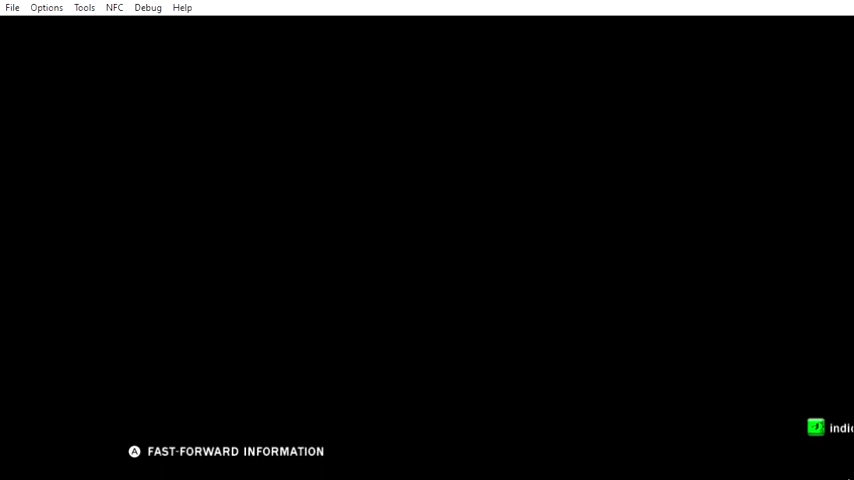 File Options Tools NFC Debug Help
indic
A FAST-FORWARD INFORMATION